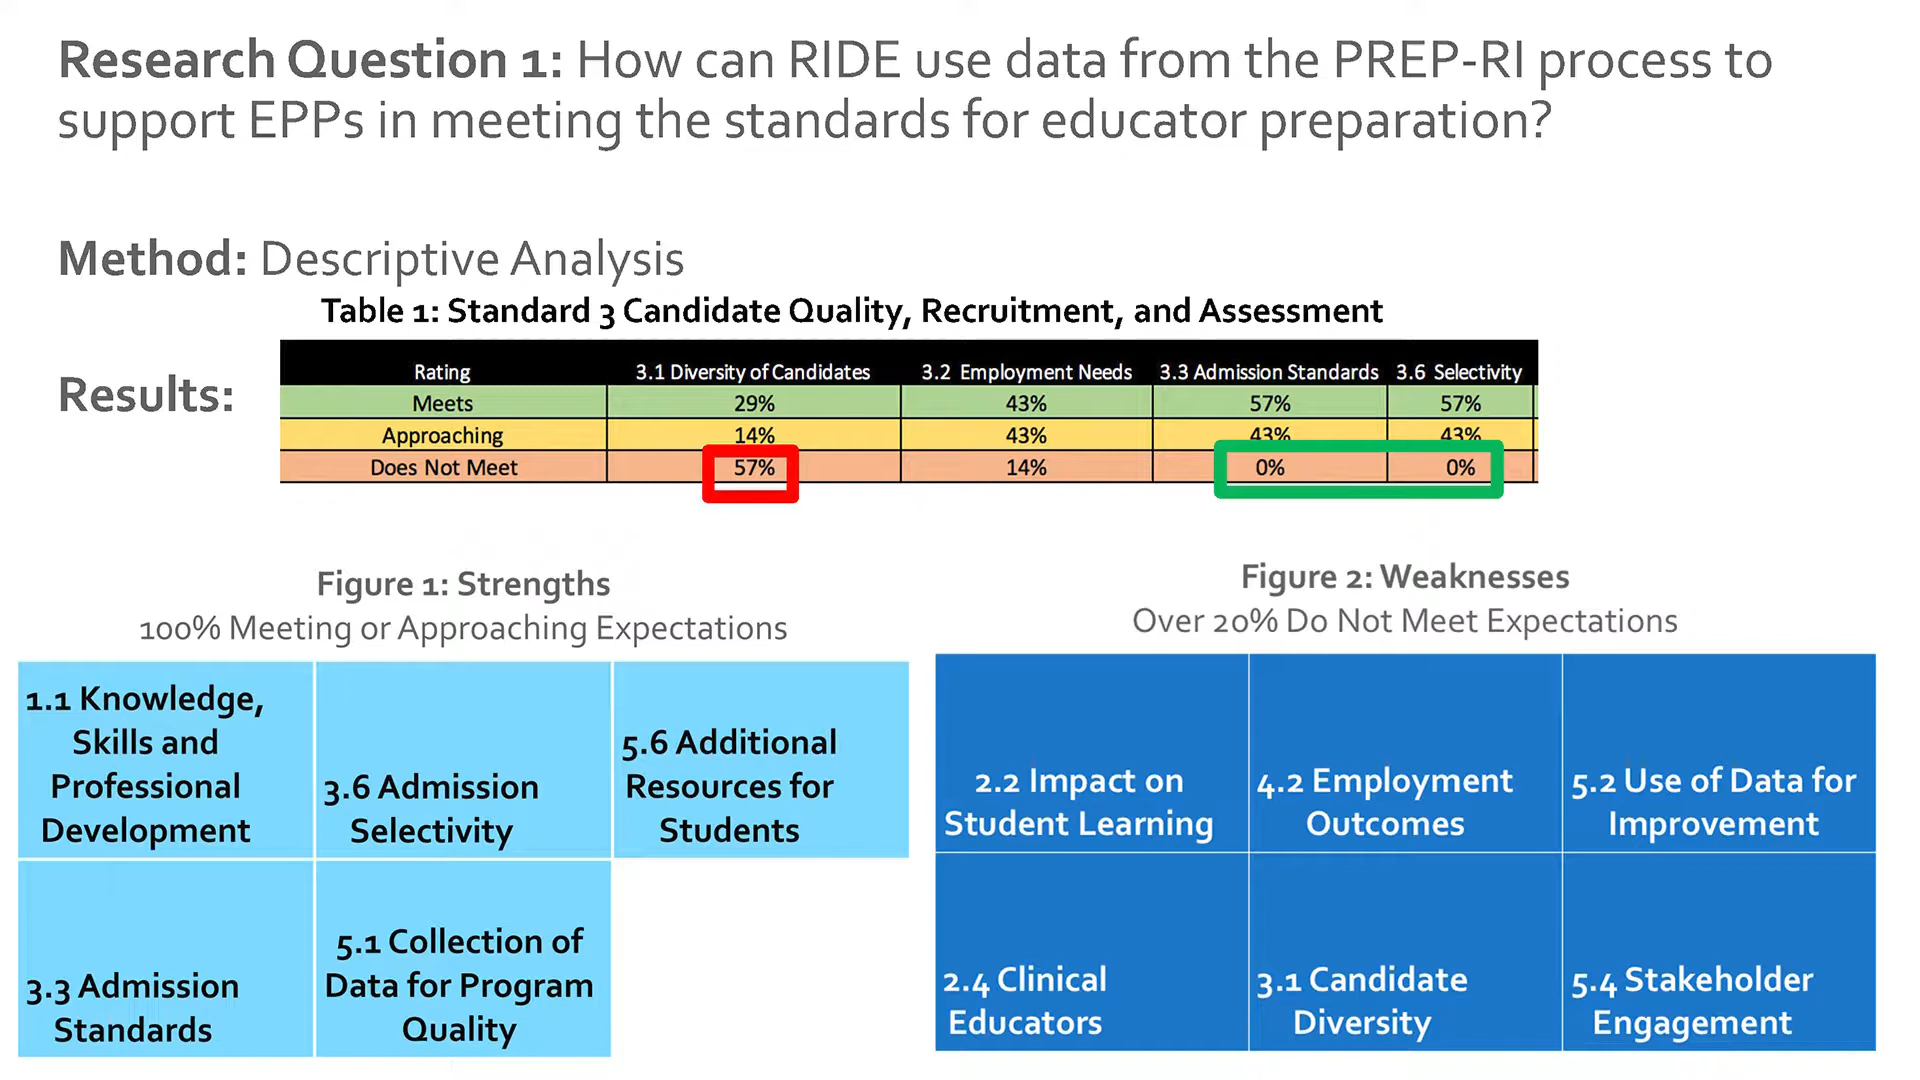 Research Question 1: How can RIDE use data from the PREP-RI process to
support EPPs in meeting the standards for educator preparation?
Method: Descriptive Analysis
Table 1: Standard 3 Candidate Quality, Recruitment, and Assessment
Results:
Rating 3.1 Diversity of Candidates 3.2 Employment Needs 3.3 Admission Standards 3.6 Selectivity
Meets 29% 43% 57% 57%
Approaching 14% 43% 43% 43%
Does Not Meet 57% 14% 0% 0%
Figure 1: Strengths
100% Meeting or Approaching Expectations
1.1 Knowledge,
Skills and
Professional
Development
3.6 Admission
Selectivity
5.6 Additional
Resources for
Students
3.3 Admission
Standards
5.1 Collection of
Data for Program
Quality
Figure 2: Weaknesses
Over 20% Do Not Meet Expectations
2.2 Impact on
Student Learning
4.2 Employment
Outcomes
5.2 Use of Data for
Improvement
2.4 Clinical
Educators
3.1 Candidate
Diversity
5.4 Stakeholder
Engagement